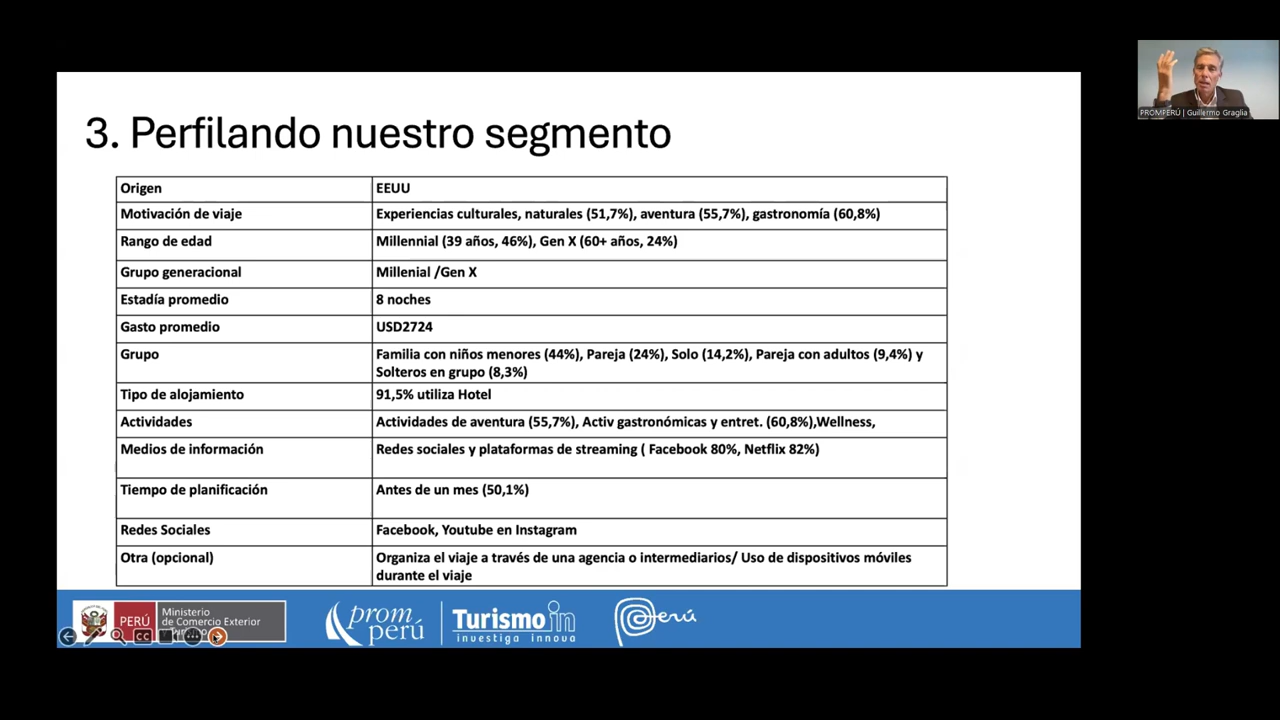 PROMPERÚ | Guillermo Graglia
3. Perfilando nuestro segmento
Origen EEUU
Motivación de viaje Experiencias culturales, naturales (51,7%), aventura (55,7%), gastronomía (60,8%)
Rango de edad Millennial (39 años, 46%), Gen X (60+ años, 24%)
Grupo generacional Millenial /Gen X
Estadía promedio 8 noches
Gasto promedio USD2724
Grupo Familia con niños menores (44%), Pareja (24%), Solo (14,2%), Pareja con adultos (9,4%) y
Solteros en grupo (8,3%)
Tipo de alojamiento 91,5% utiliza Hotel
Actividades Actividades de aventura (55,7%), Activ gastronómicas y entret. (60,8%),Wellness,
Medios de información Redes sociales y plataformas de streaming ( Facebook 80%, Netflix 82%)
Tiempo de planificación Antes de un mes (50,1%)
Redes Sociales Facebook, Youtube en Instagram
Otra (opcional) Organiza el viaje a través de una agencia o intermediarios/ Uso de dispositivos móviles
durante el viaje
PERÚ
Ministerio
de Comercio Exterior
prom
perú
Turismo in
investiga innova
Perú
CC